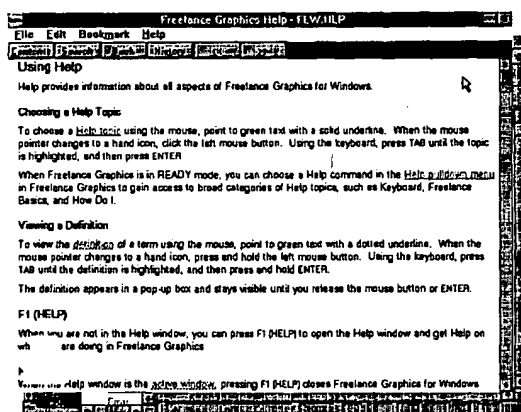 Freelance Graphics Help - FLW.HLP
File Edit Bookmark Help
Using Help
Help provides information about all aspects of Freelance Graphics for Windows.
Choosing a Help Topic
To choose a Help topic using the mouse, point to green text with a solid underline. When the mouse
pointer changes to a hand icon, click the left mouse button. Using the keyboard, press TAB until the topic
is highlighted, and then press ENTER
When Freelance Graphics is in READY mode, you can choose a Help command in the Help pulldown menu
in Freelance Graphics to gain access to broad categories of Help topics, such as Keyboard, Freelance
Basics, and How Do I.
Viewing a Definition
To view the definition of a term using the mouse, point to green text with a dotted underline. When the
mouse pointer changes to a hand icon, press and hold the left mouse button. Using the keyboard, press
TAB until the definition is highlighted, and then press and hold ENTER.
The definition appears in a pop-up box and stays visible until you release the mouse button or ENTER.
F1 (HELP)
When you are not in the Help window, you can press F1 (HELP) to open the Help window and get Help on
wh are doing in Freelance Graphics
Help window is the active window, pressing F1 (HELP) closes Freelance Graphics for Windows